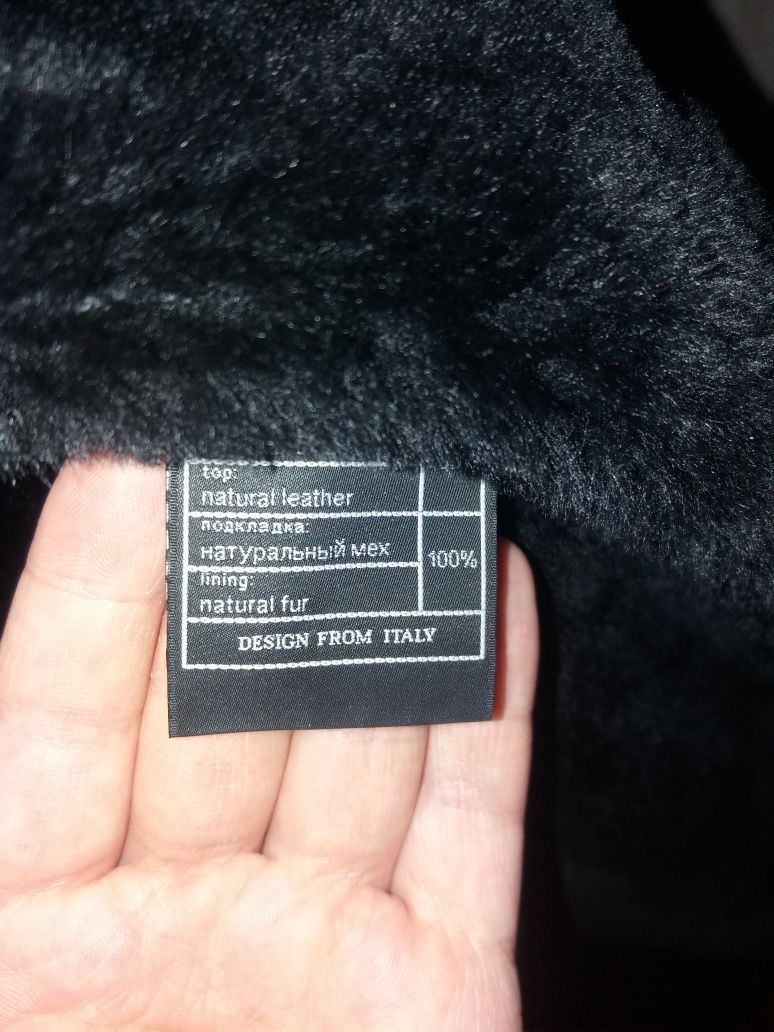 top:
natural leather
подкладка:
натуральный мех
100%
lining:
natural fur
DESIGN FROM ITALY